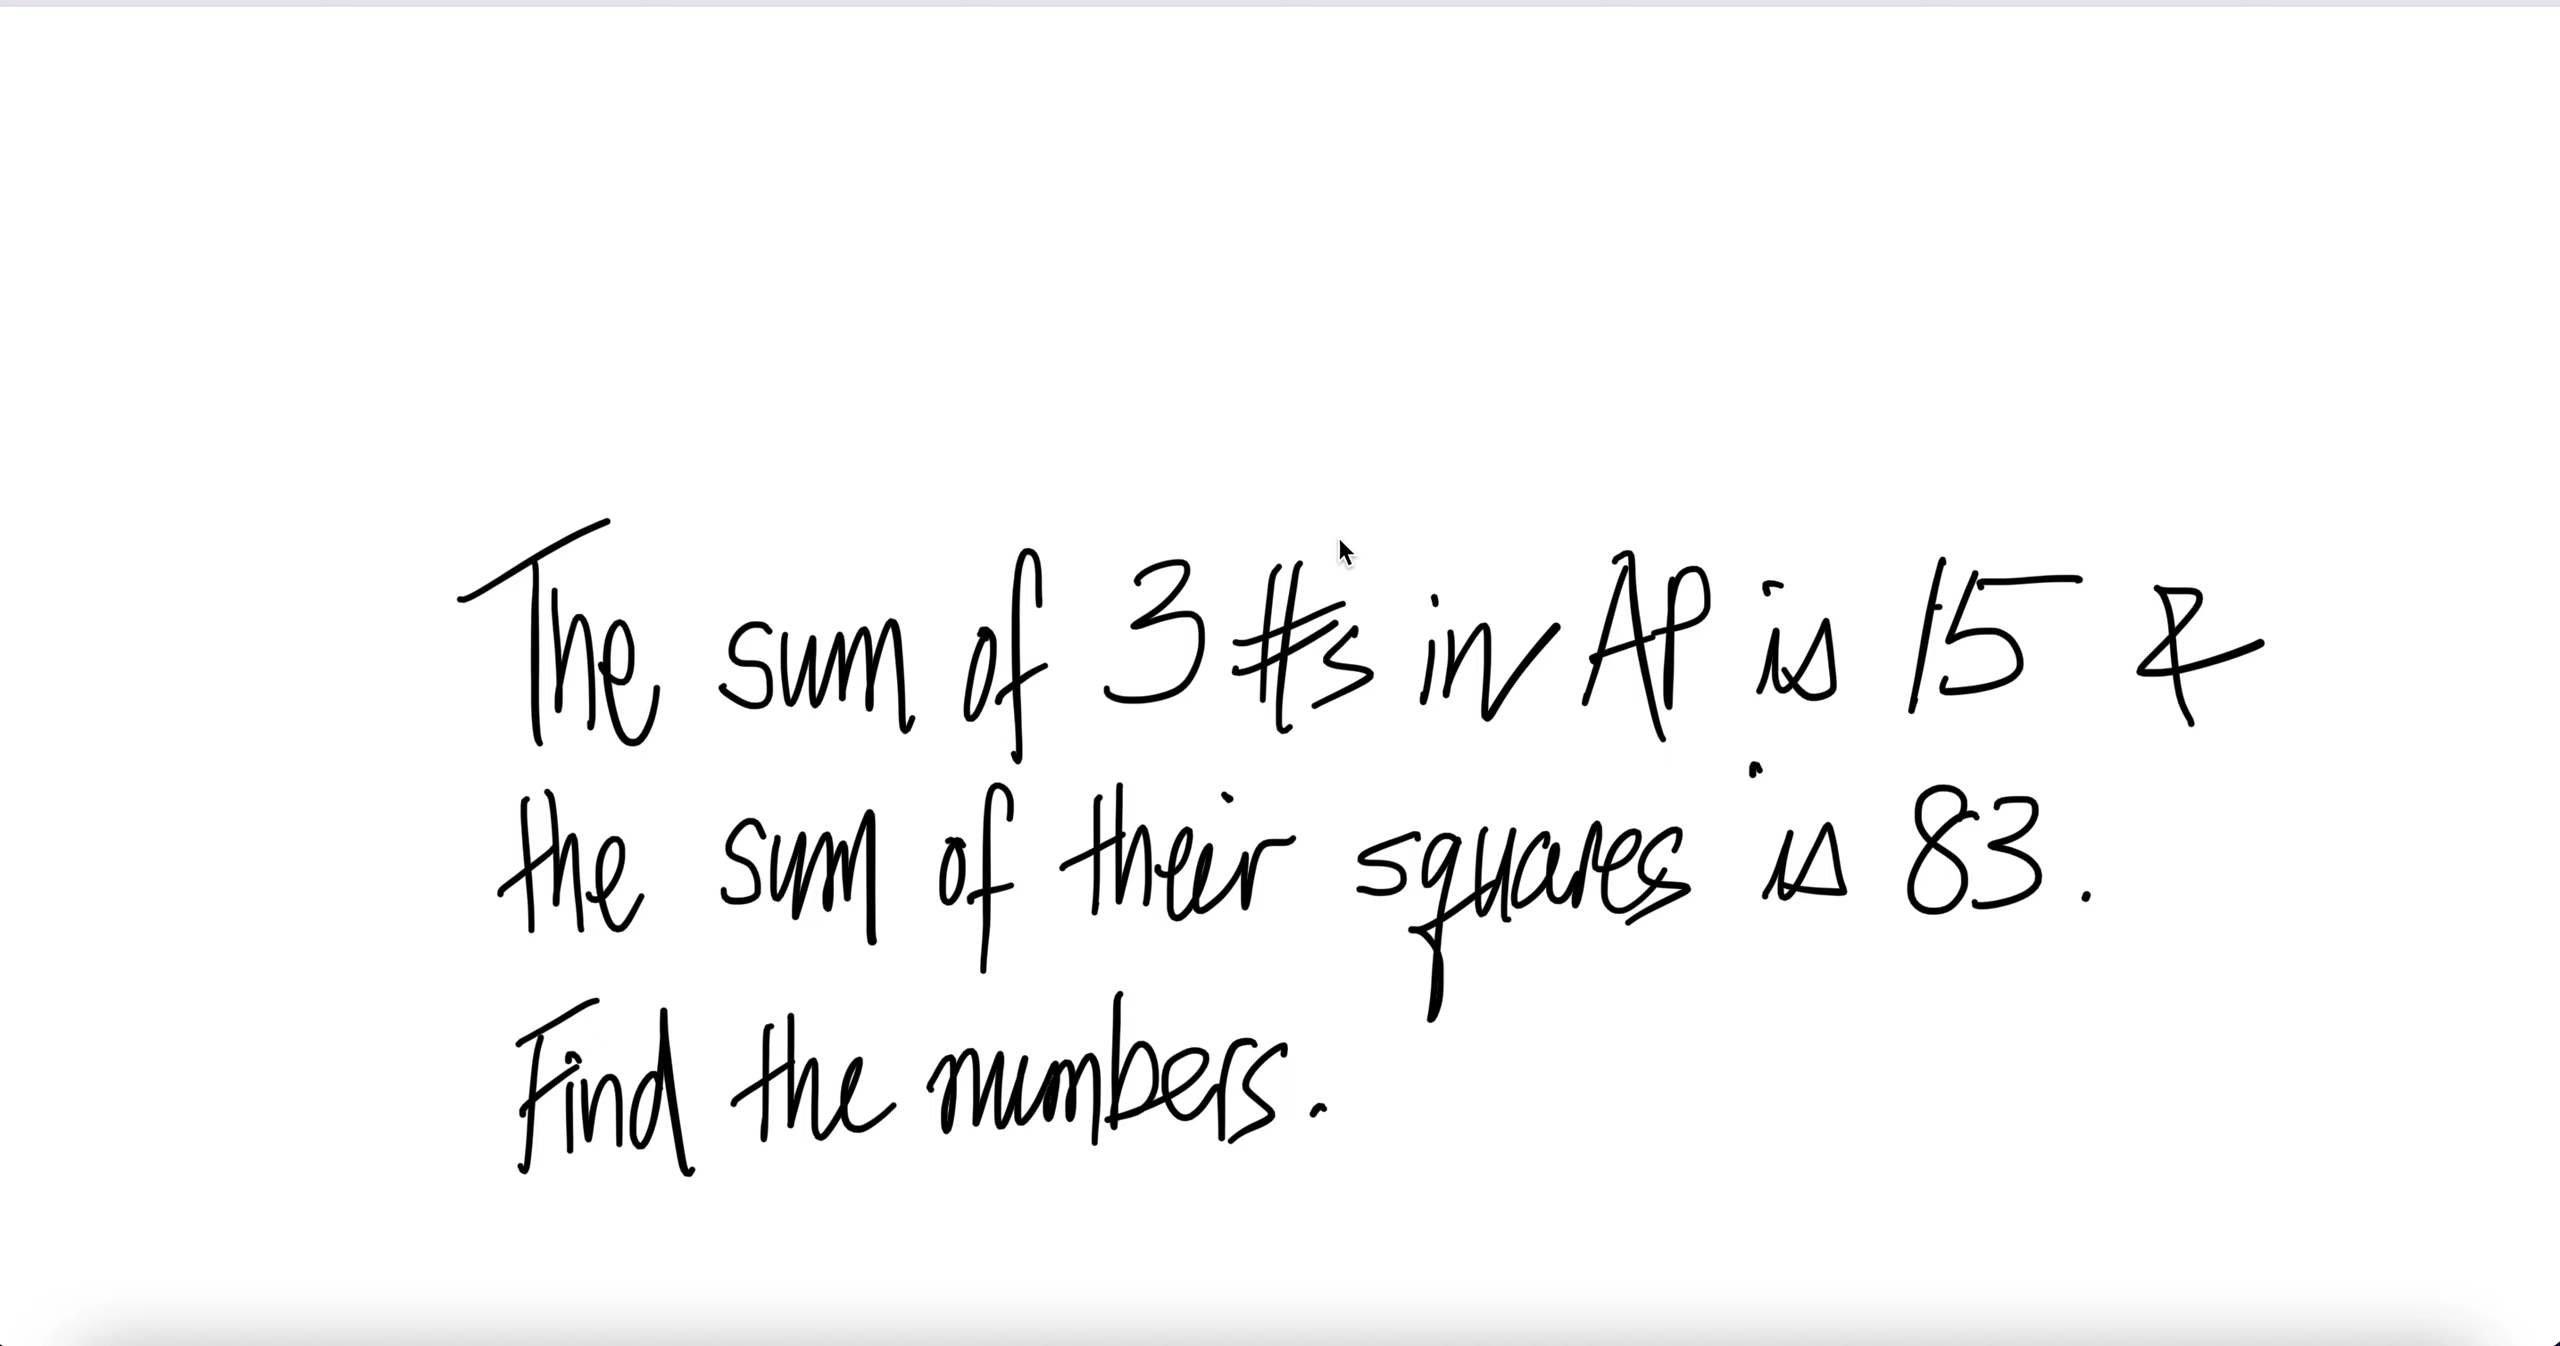 The sum of 3 #s in AP is 15 &
the sum of their squares is 83.
Find the numbers.